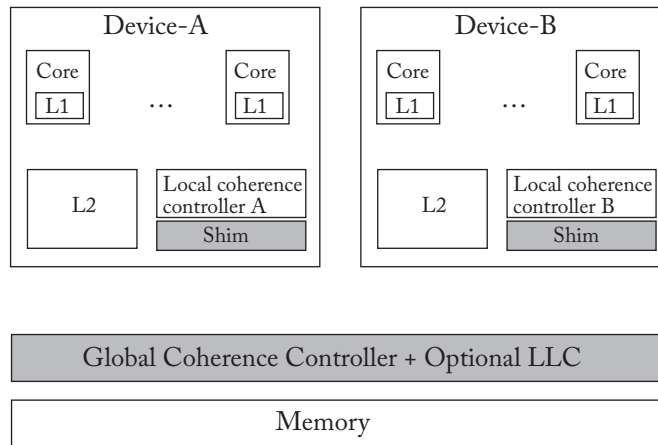 Device-A
Device-B
Core
Core
Core
Core
L1
...
L1
L1
...
L1
L2
Local coherence
controller A
Shim
L2
Local coherence
controller B
Shim
Global Coherence Controller + Optional LLC
Memory